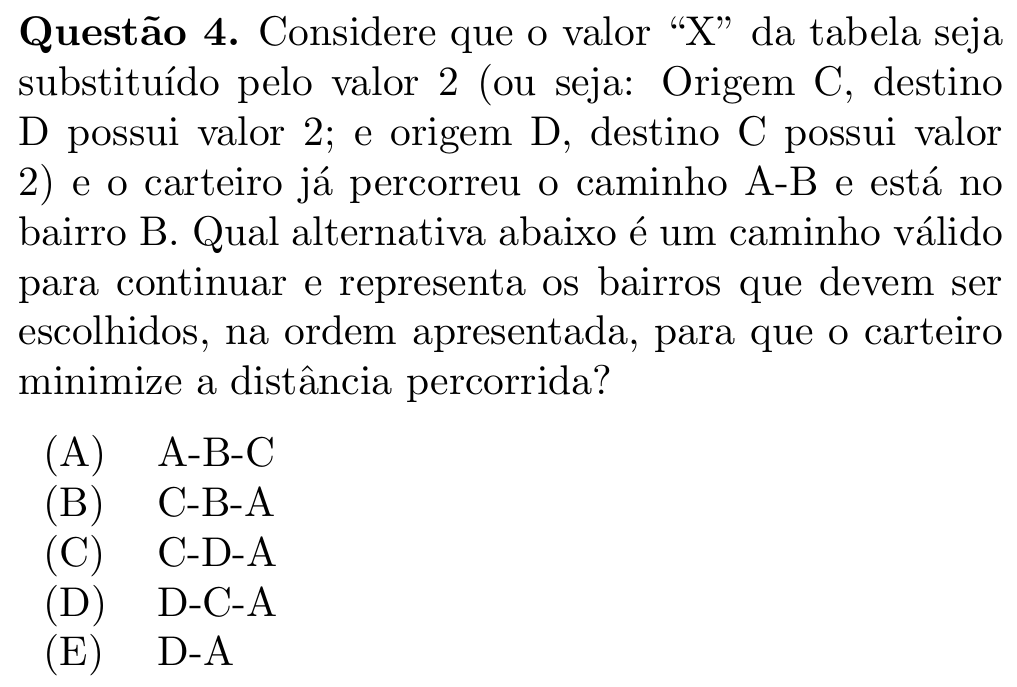 Questão 4. Considere que o valor “X” da tabela seja
substituído pelo valor 2 (ou seja: Origem C, destino
D possui valor 2; e origem D, destino C possui valor
2) e o carteiro já percorreu o caminho A-B e está no
bairro B. Qual alternativa abaixo é um caminho válido
para continuar e representa os bairros que devem ser
escolhidos, na ordem apresentada, para que o carteiro
minimize a distância percorrida?
(A) A-B-C
(B) C-B-A
(C) C-D-A
(D) D-C-A
(E) D-A